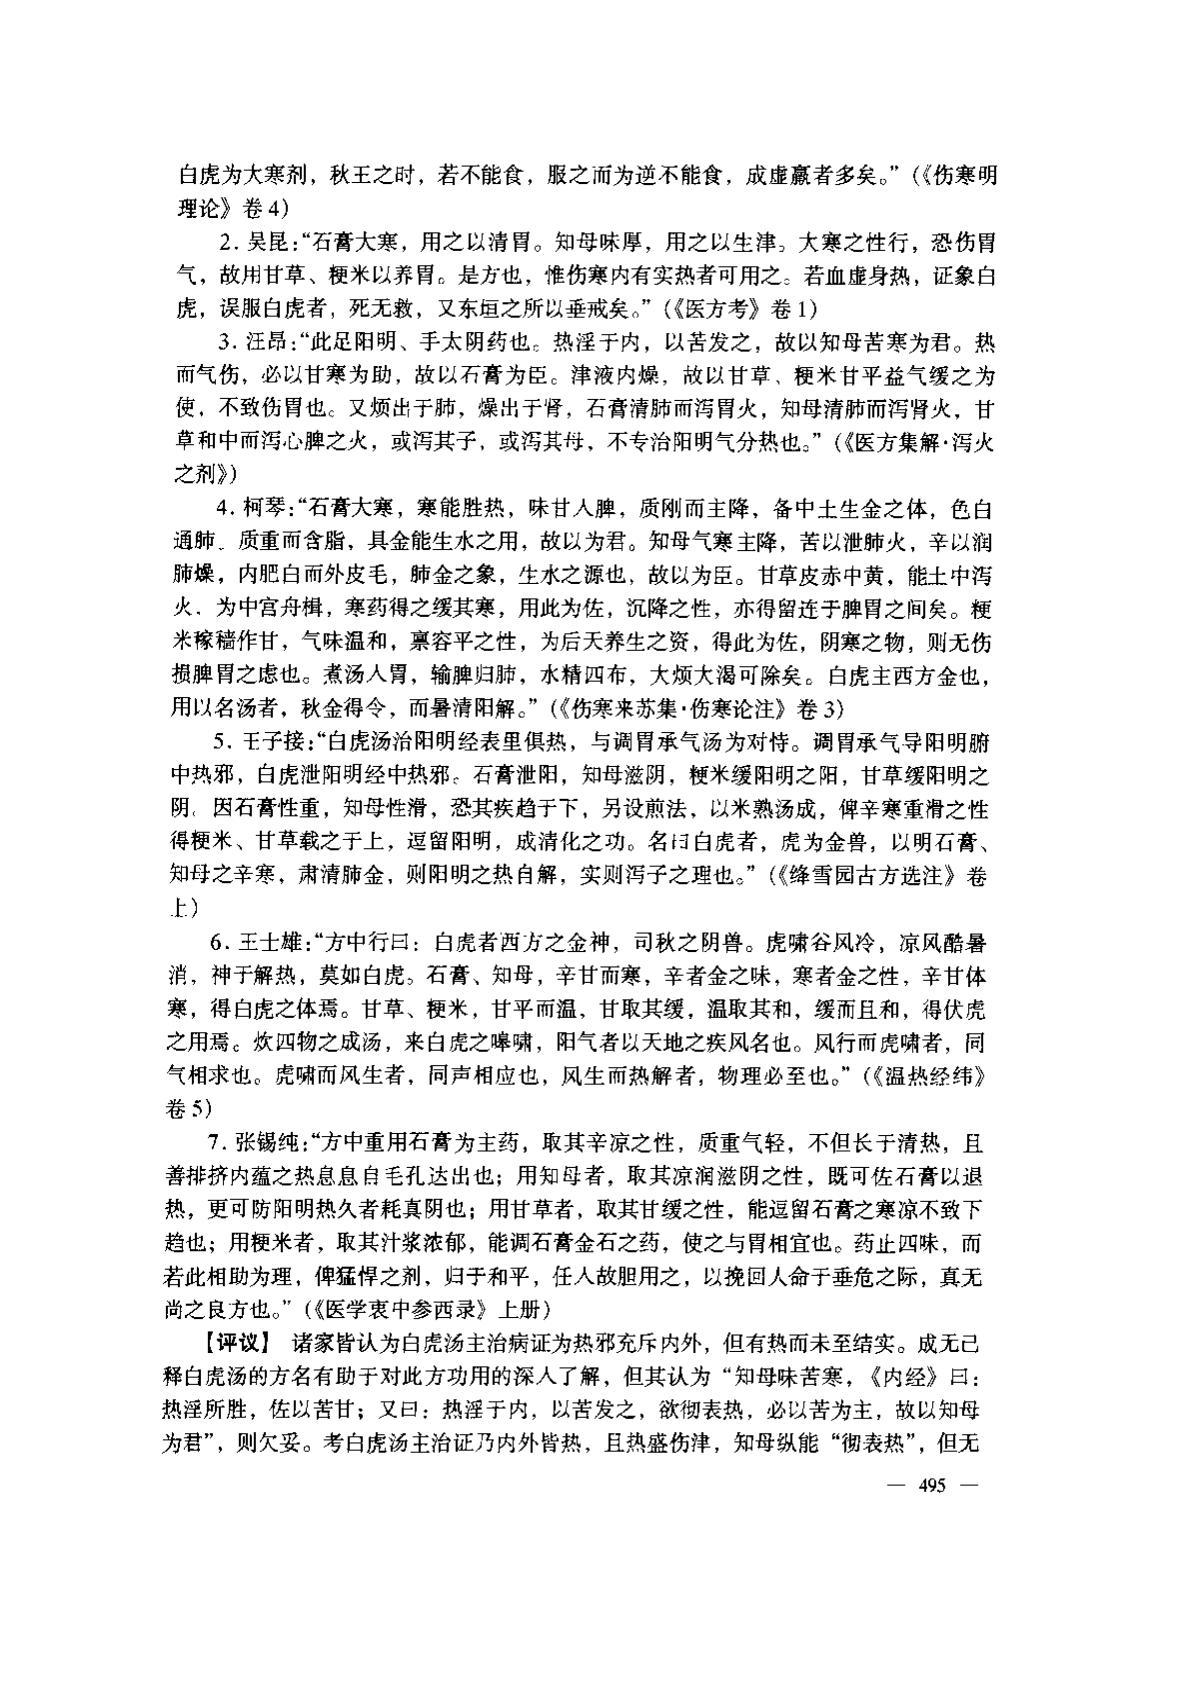 白虎为大寒剂，秋王之时，若不能食，服之而为逆不能食，成虚羸者多矣。”（《伤寒明
理论》卷 4）
2. 吴昆：“石膏大寒，用之以清胃。知母味厚，用之以生津。大寒之性行，恐伤胃
气，故用甘草、粳米以养胃。是方也，惟伤寒内有实热者可用之。若血虚身热，证象白
虎，误服白虎者，死无救，又东垣之所以垂戒矣。”（《医方考》卷 1）
3. 汪昂：“此足阳明、手太阴药也。热淫于内，以苦发之，故以知母苦寒为君。热
而气伤，必以甘寒为助，故以石膏为臣。津液内燥，故以甘草、粳米甘平益气缓之为
使，不致伤胃也。又烦出于肺，燥出于肾，石膏清肺而泻胃火，知母清肺而泻肾火，甘
草和中而泻心脾之火，或泻其子，或泻其母，不专治阳明气分热也。”（《医方集解·泻火
之剂》）
4. 柯琴：“石膏大寒，寒能胜热，味甘入脾，质刚而主降，备中土生金之体，色白
通肺。质重而含脂，具金能生水之用，故以为君。知母气寒主降，苦以泄肺火，辛以润
肺燥，内肥白而外皮毛，肺金之象，生水之源也，故以为臣。甘草皮赤中黄，能土中泻
火，为中宫舟楫，寒药得之缓其寒，用此为佐，沉降之性，亦得留连于脾胃之间矣。粳
米稼穑作甘，气味温和，禀容平之性，为后天养生之资，得此为佐，阴寒之物，则无伤
损脾胃之虑也。煮汤入胃，输脾归肺，水精四布，大烦大渴可除矣。白虎主西方金也，
用以名汤者，秋金得令，而暑清阳解。”（《伤寒来苏集·伤寒论注》卷 3）
5. 王子接：“白虎汤治阳明经表里俱热，与调胃承气汤为对恃。调胃承气导阳明腑
中热邪，白虎泄阳明经中热邪。石膏泄阳，知母滋阴，粳米缓阳明之阳，甘草缓阳明之
阴。因石膏性重，知母性滑，恐其疾趋于下，另设煎法，以米熟汤成，俾辛寒重滑之性
得粳米、甘草载之于上，逗留阳明，成清化之功。名曰白虎者，虎为金兽，以明石膏、
知母之辛寒，肃清肺金，则阳明之热自解，实则泻子之理也。”（《绛雪园古方选注》卷
上）
6. 王士雄：“方中行曰：白虎者西方之金神，司秋之阴兽。虎啸谷风冷，凉风酷暑
消，神于解热，莫如白虎。石膏、知母，辛甘而寒，辛者金之味，寒者金之性，辛甘体
寒，得白虎之体焉。甘草、粳米，甘平而温，甘取其缓，温取其和，缓而且和，得伏虎
之用焉。炊四物之成汤，来白虎之嗥啸，阳气者以天地之疾风名也。风行而虎啸者，同
气相求也。虎啸而风生者，同声相应也，风生而热解者，物理必至也。”（《温热经纬》
卷 5）
7. 张锡纯：“方中重用石膏为主药，取其辛凉之性，质重气轻，不但长于清热，且
善排挤内蕴之热息息自毛孔达出也；用知母者，取其凉润滋阴之性，既可佐石膏以退
热，更可防阳明热久者耗真阴也；用甘草者，取其甘缓之性，能逗留石膏之寒凉不致下
趋也；用粳米者，取其汁浆浓郁，能调石膏金石之药，使之与胃相宜也。药止四味，而
若此相助为理，俾猛悍之剂，归于和平，任人故胆用之，以挽回人命于垂危之际，真无
尚之良方也。”（《医学衷中参西录》上册）
【评议】 诸家皆认为白虎汤主治病证为热邪充斥内外，但有热而未至结实。成无己
释白虎汤的方名有助于对此方功用的深入了解，但其认为“知母味苦寒，《内经》曰：
热淫所胜，佐以苦甘；又曰：热淫于内，以苦发之，欲彻表热，必以苦为主，故以知母
为君”，则欠妥。考白虎汤主治证乃内外皆热，且热盛伤津，知母纵能“彻表热”，但无
— 495 —